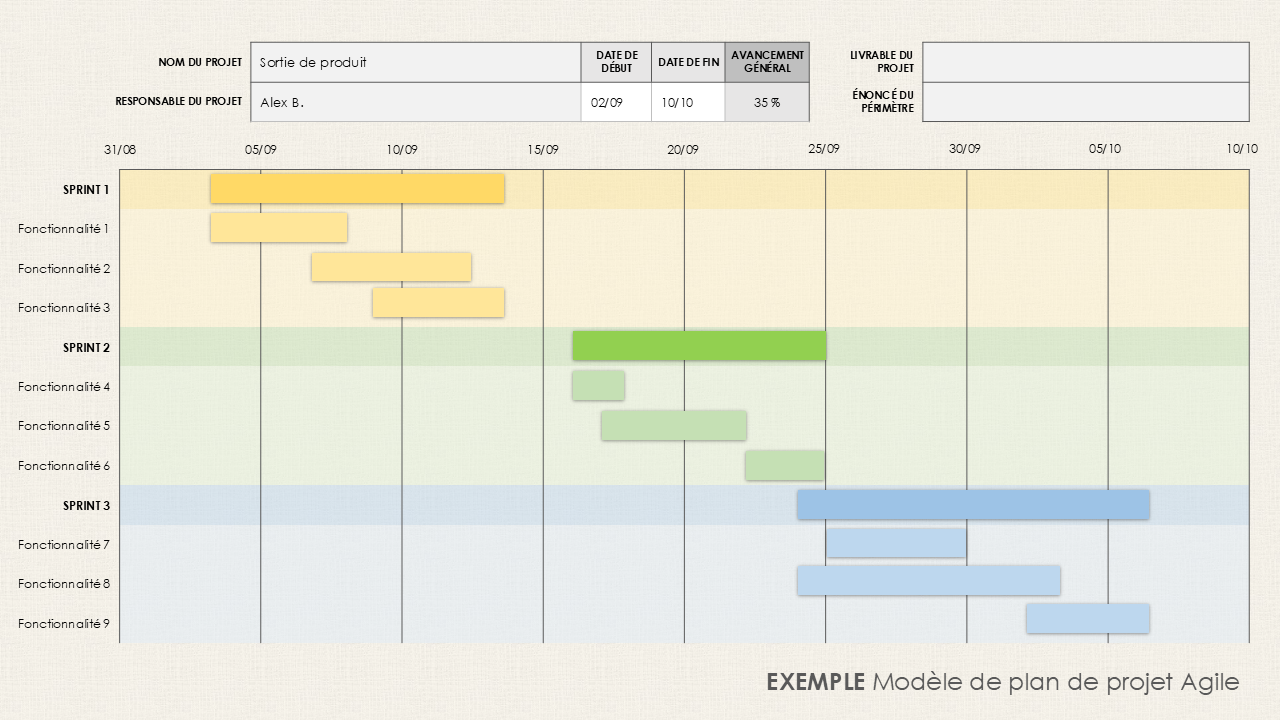 NOM DU PROJET
Sortie de produit
DATE DE DÉBUT
DATE DE FIN
AVANCEMENT GÉNÉRAL
LIVRABLE DU PROJET
RESPONSABLE DU PROJET
Alex B.
02/09
10/10
35 %
ÉNONCÉ DU PÉRIMÈTRE
31/08 05/09 10/09 15/09 20/09 25/09 30/09 05/10 10/10
SPRINT 1
Fonctionnalité 1
Fonctionnalité 2
Fonctionnalité 3
SPRINT 2
Fonctionnalité 4
Fonctionnalité 5
Fonctionnalité 6
SPRINT 3
Fonctionnalité 7
Fonctionnalité 8
Fonctionnalité 9
EXEMPLE Modèle de plan de projet Agile